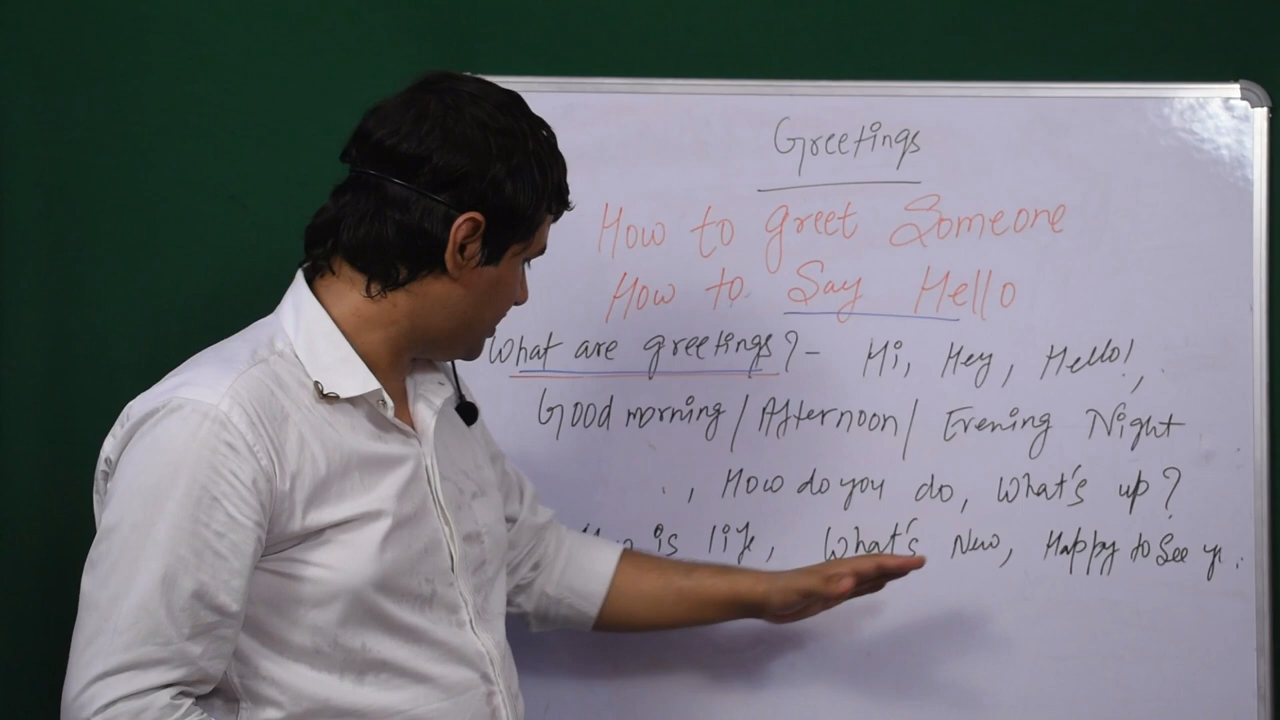 Greetings
How to greet Someone
How to Say Hello
What are greetings? - Hi, Hey, Hello!,
Good morning / Afternoon / Evening Night
, How do you do, What's up?
is life, What's New, Happy to See